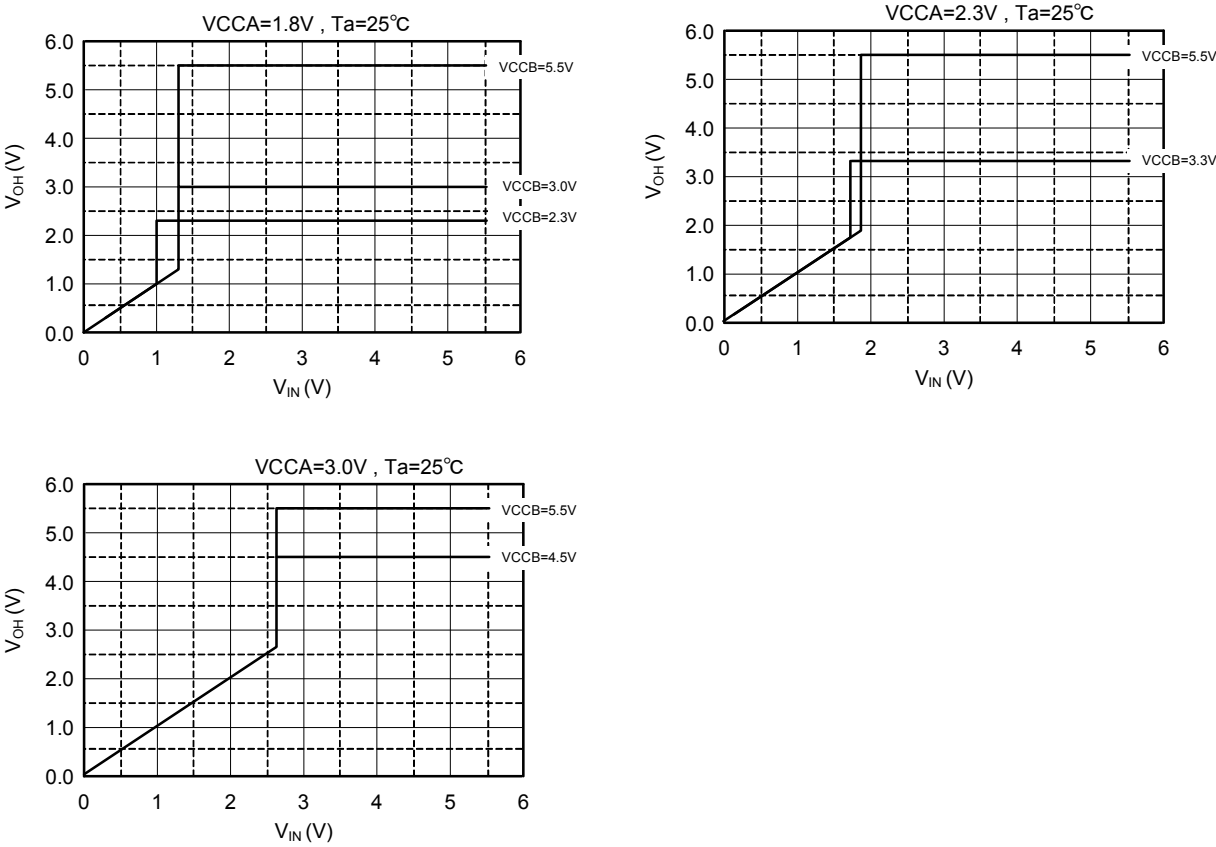 VCCA=1.8V , Ta=25℃
6.0
5.0
4.0
3.0
2.0
1.0
0.0
VOH (V)
VCCB=5.5V
VCCB=3.0V
VCCB=2.3V
0 1 2 3 4 5 6
VIN (V)
VCCA=2.3V , Ta=25℃
6.0
5.0
4.0
3.0
2.0
1.0
0.0
VOH (V)
VCCB=5.5V
VCCB=3.3V
0 1 2 3 4 5 6
VIN (V)
VCCA=3.0V , Ta=25℃
6.0
5.0
4.0
3.0
2.0
1.0
0.0
VOH (V)
VCCB=5.5V
VCCB=4.5V
0 1 2 3 4 5 6
VIN (V)